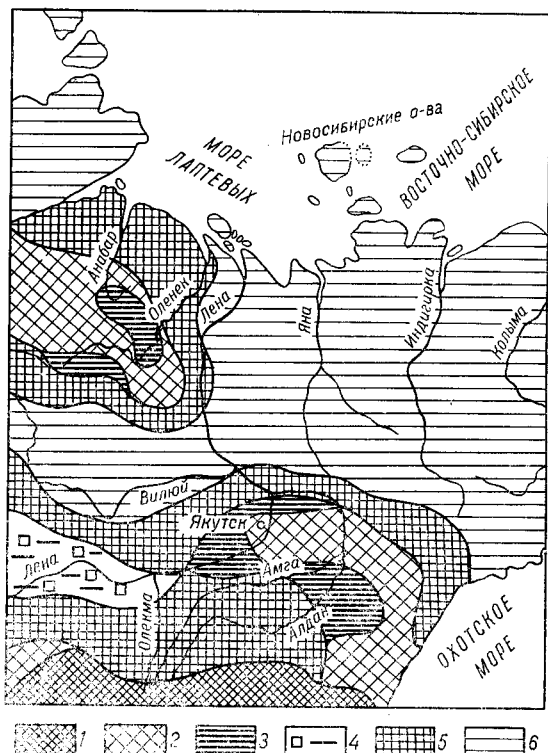 Новосибирские о-ва
МОРЕ
ЛАПТЕВЫХ
ВОСТОЧНО-СИБИРСКОЕ
МОРЕ
Анабар
Оленек
Лена
Яна
Индигирка
Колыма
Вилюй
Якутск
Лена
Амга
Олекма
Алдан
ОХОТСКОЕ
МОРЕ
1 2 3 4 5 6